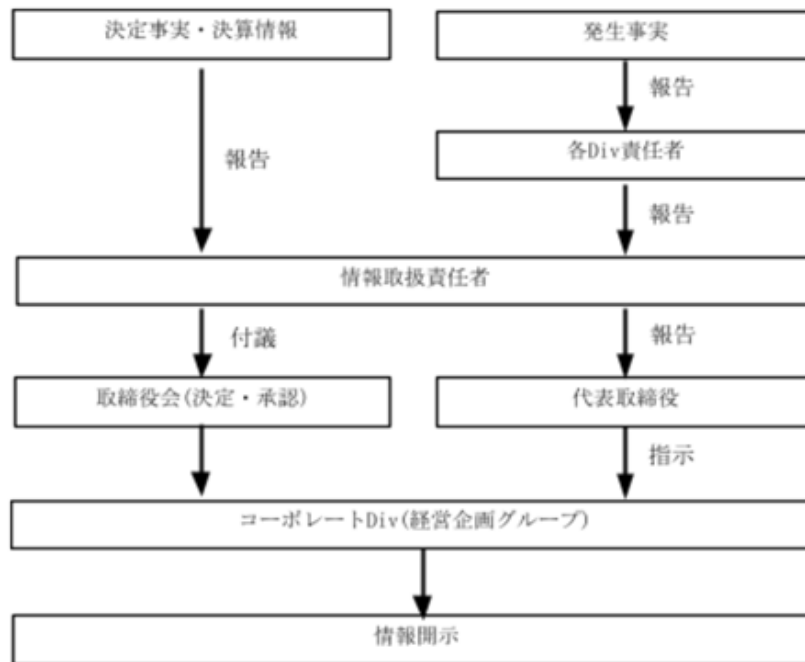 決定事実・決算情報
発生事実
報告
各Div責任者
報告
報告
情報取扱責任者
付議
報告
取締役会(決定・承認)
代表取締役
指示
コーポレートDiv(経営企画グループ)
情報開示